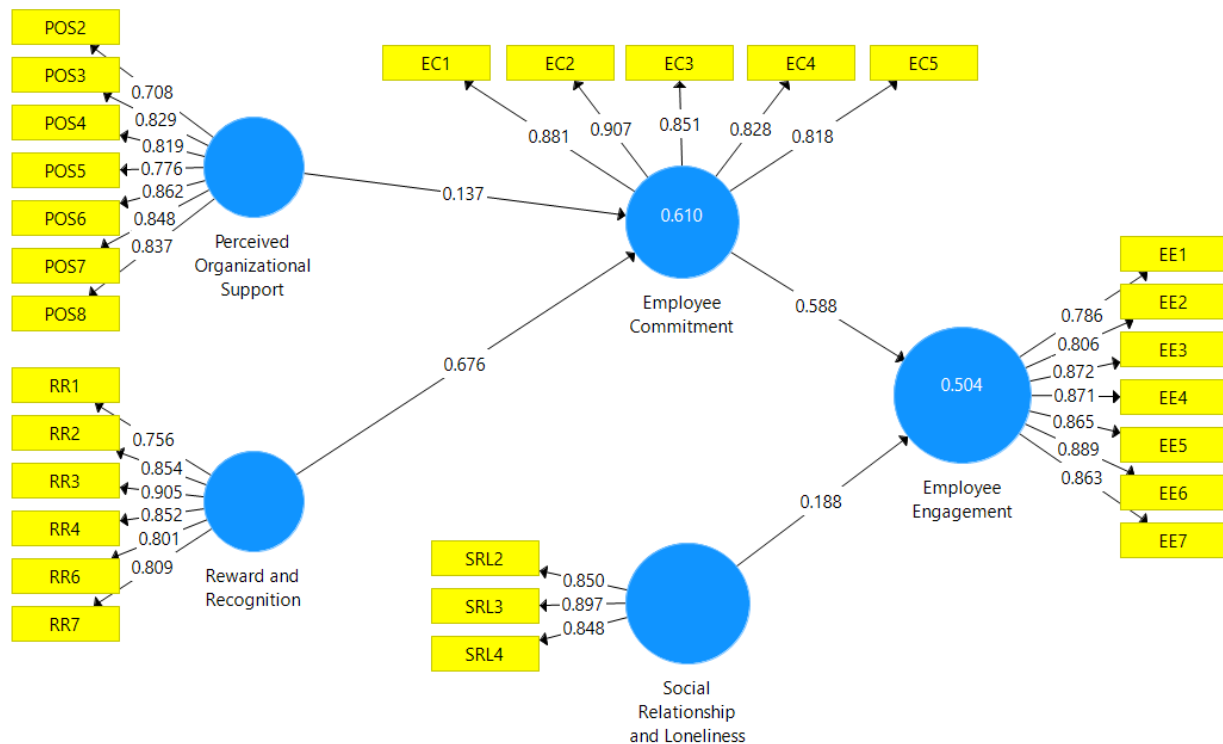 POS2
POS3
POS4
POS5
POS6
POS7
POS8
0.708
0.829
0.819
0.776
0.862
0.848
0.837
Perceived
Organizational
Support
0.137
EC1
EC2
EC3
EC4
EC5
0.881
0.907
0.851
0.828
0.818
0.610
Employee
Commitment
0.588
RR1
RR2
RR3
RR4
RR6
RR7
0.756
0.854
0.905
0.852
0.801
0.809
Reward and
Recognition
0.676
SRL2
SRL3
SRL4
0.850
0.897
0.848
Social
Relationship
and Loneliness
0.188
0.504
Employee
Engagement
EE1
EE2
EE3
EE4
EE5
EE6
EE7
0.786
0.806
0.872
0.871
0.865
0.889
0.863